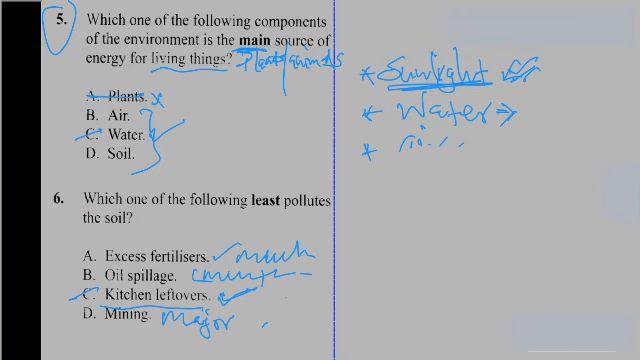 5. Which one of the following components
of the environment is the main source of
energy for living things? Plants/animals
A. Plants. x
B. Air.
C. Water.
D. Soil.
6. Which one of the following least pollutes
the soil?
A. Excess fertilisers. much
B. Oil spillage.
C. Kitchen leftovers.
D. Mining. major
* Sunlight
* Water
*